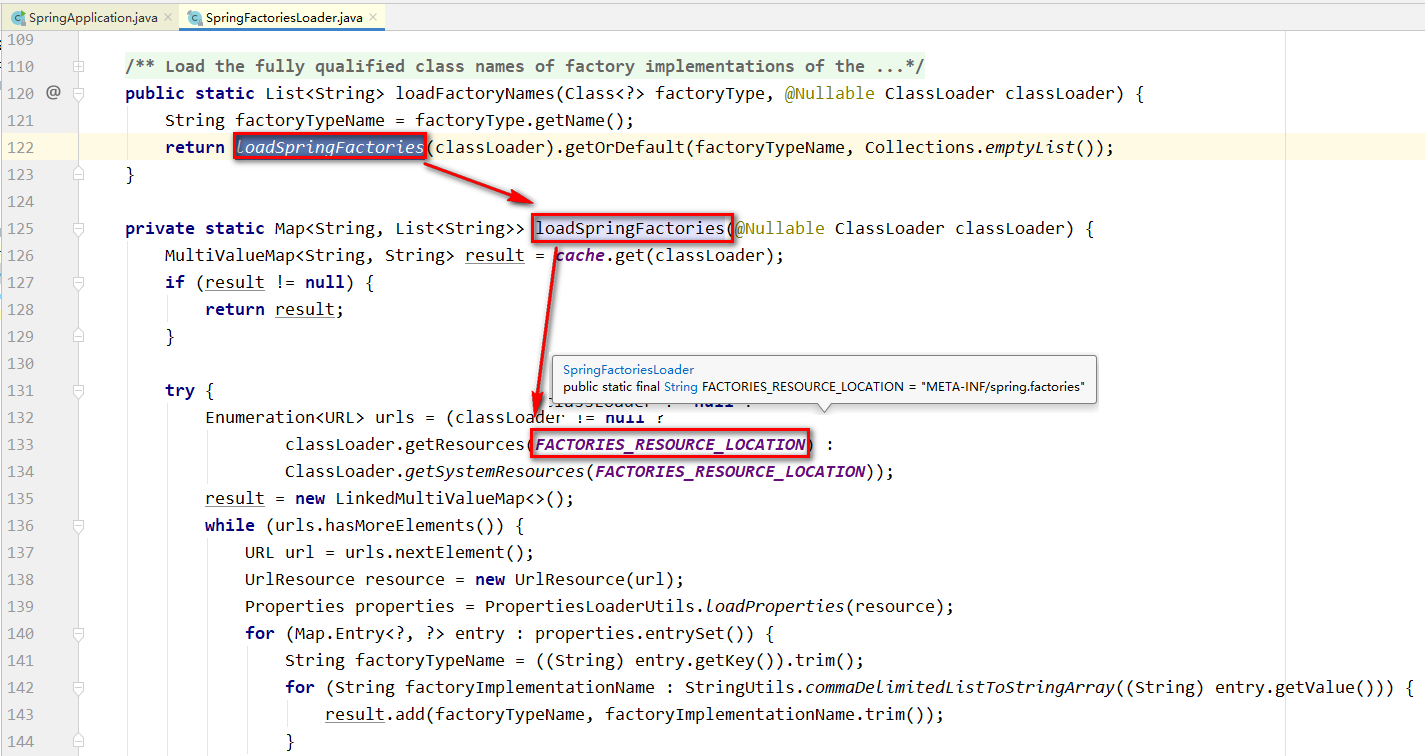 SpringApplication.java × SpringFactoriesLoader.java ×
109
110 /** Load the fully qualified class names of factory implementations of the ...*/
120 @ public static List<String> loadFactoryNames(Class<?> factoryType, @Nullable ClassLoader classLoader) {
121 String factoryTypeName = factoryType.getName();
122 return loadSpringFactories(classLoader).getOrDefault(factoryTypeName, Collections.emptyList());
123 }
124
125 private static Map<String, List<String>> loadSpringFactories(@Nullable ClassLoader classLoader) {
126 MultiValueMap<String, String> result = cache.get(classLoader);
127 if (result != null) {
128 return result;
129 }
130
SpringFactoriesLoader
public static final String FACTORIES_RESOURCE_LOCATION = "META-INF/spring.factories"
131 try {
132 Enumeration<URL> urls = (classLoader != null ?
133 classLoader.getResources(FACTORIES_RESOURCE_LOCATION) :
134 ClassLoader.getSystemResources(FACTORIES_RESOURCE_LOCATION));
135 result = new LinkedMultiValueMap<>();
136 while (urls.hasMoreElements()) {
137 URL url = urls.nextElement();
138 UrlResource resource = new UrlResource(url);
139 Properties properties = PropertiesLoaderUtils.loadProperties(resource);
140 for (Map.Entry<?, ?> entry : properties.entrySet()) {
141 String factoryTypeName = ((String) entry.getKey()).trim();
142 for (String factoryImplementationName : StringUtils.commaDelimitedListToStringArray((String) entry.getValue())) {
143 result.add(factoryTypeName, factoryImplementationName.trim());
144 }